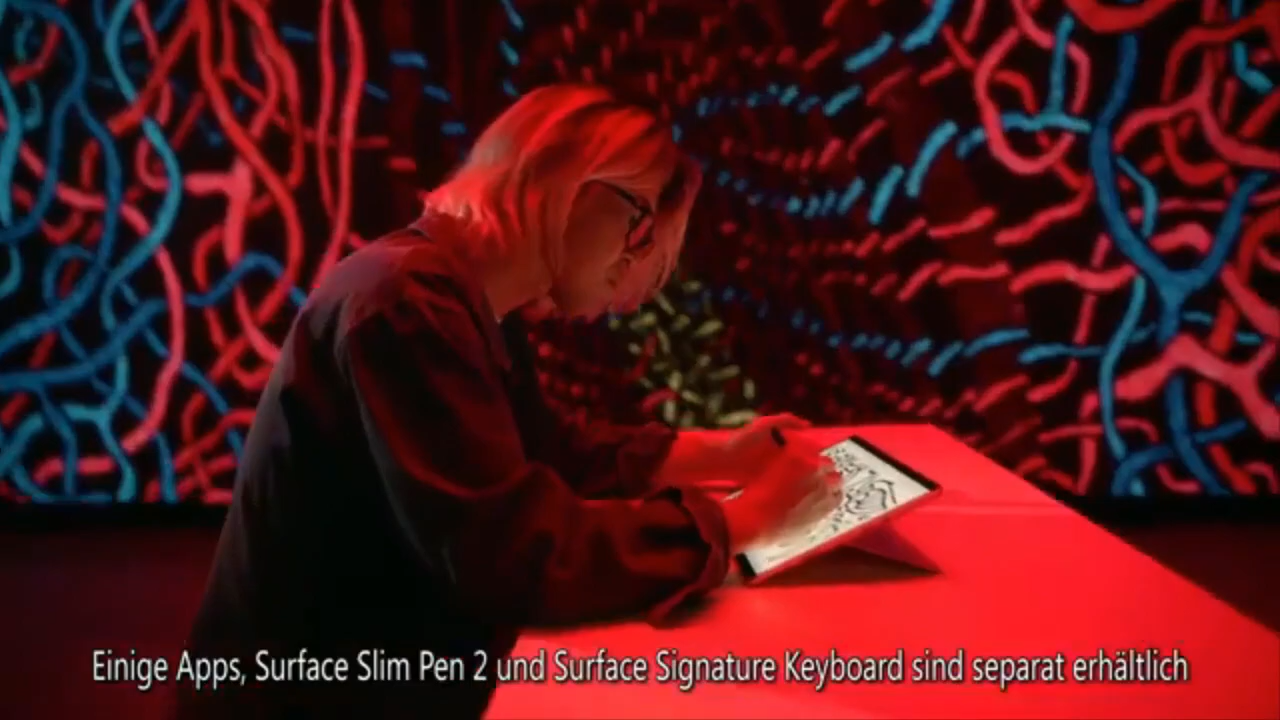 Einige Apps, Surface Slim Pen 2 und Surface Signature Keyboard sind separat erhältlich